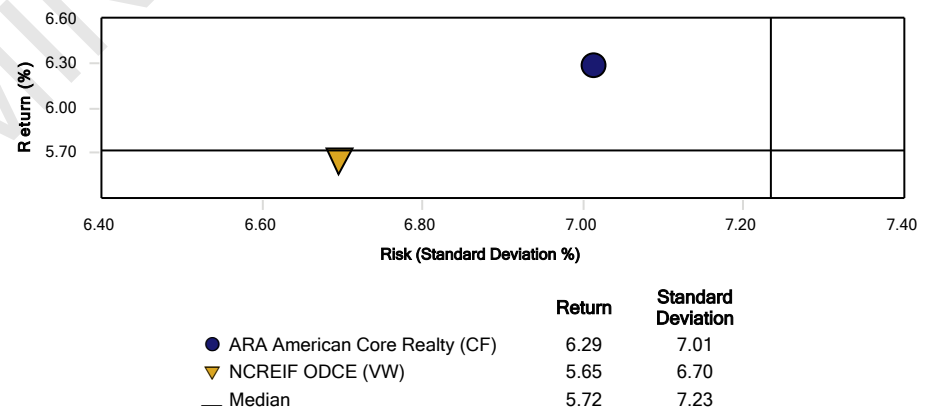 6.60
6.30
6.00
5.70
Return (%)
6.40 6.60 6.80 7.00 7.20 7.40
Risk (Standard Deviation %)
Return Standard
Deviation
ARA American Core Realty (CF) 6.29 7.01
NCREIF ODCE (VW) 5.65 6.70
Median 5.72 7.23